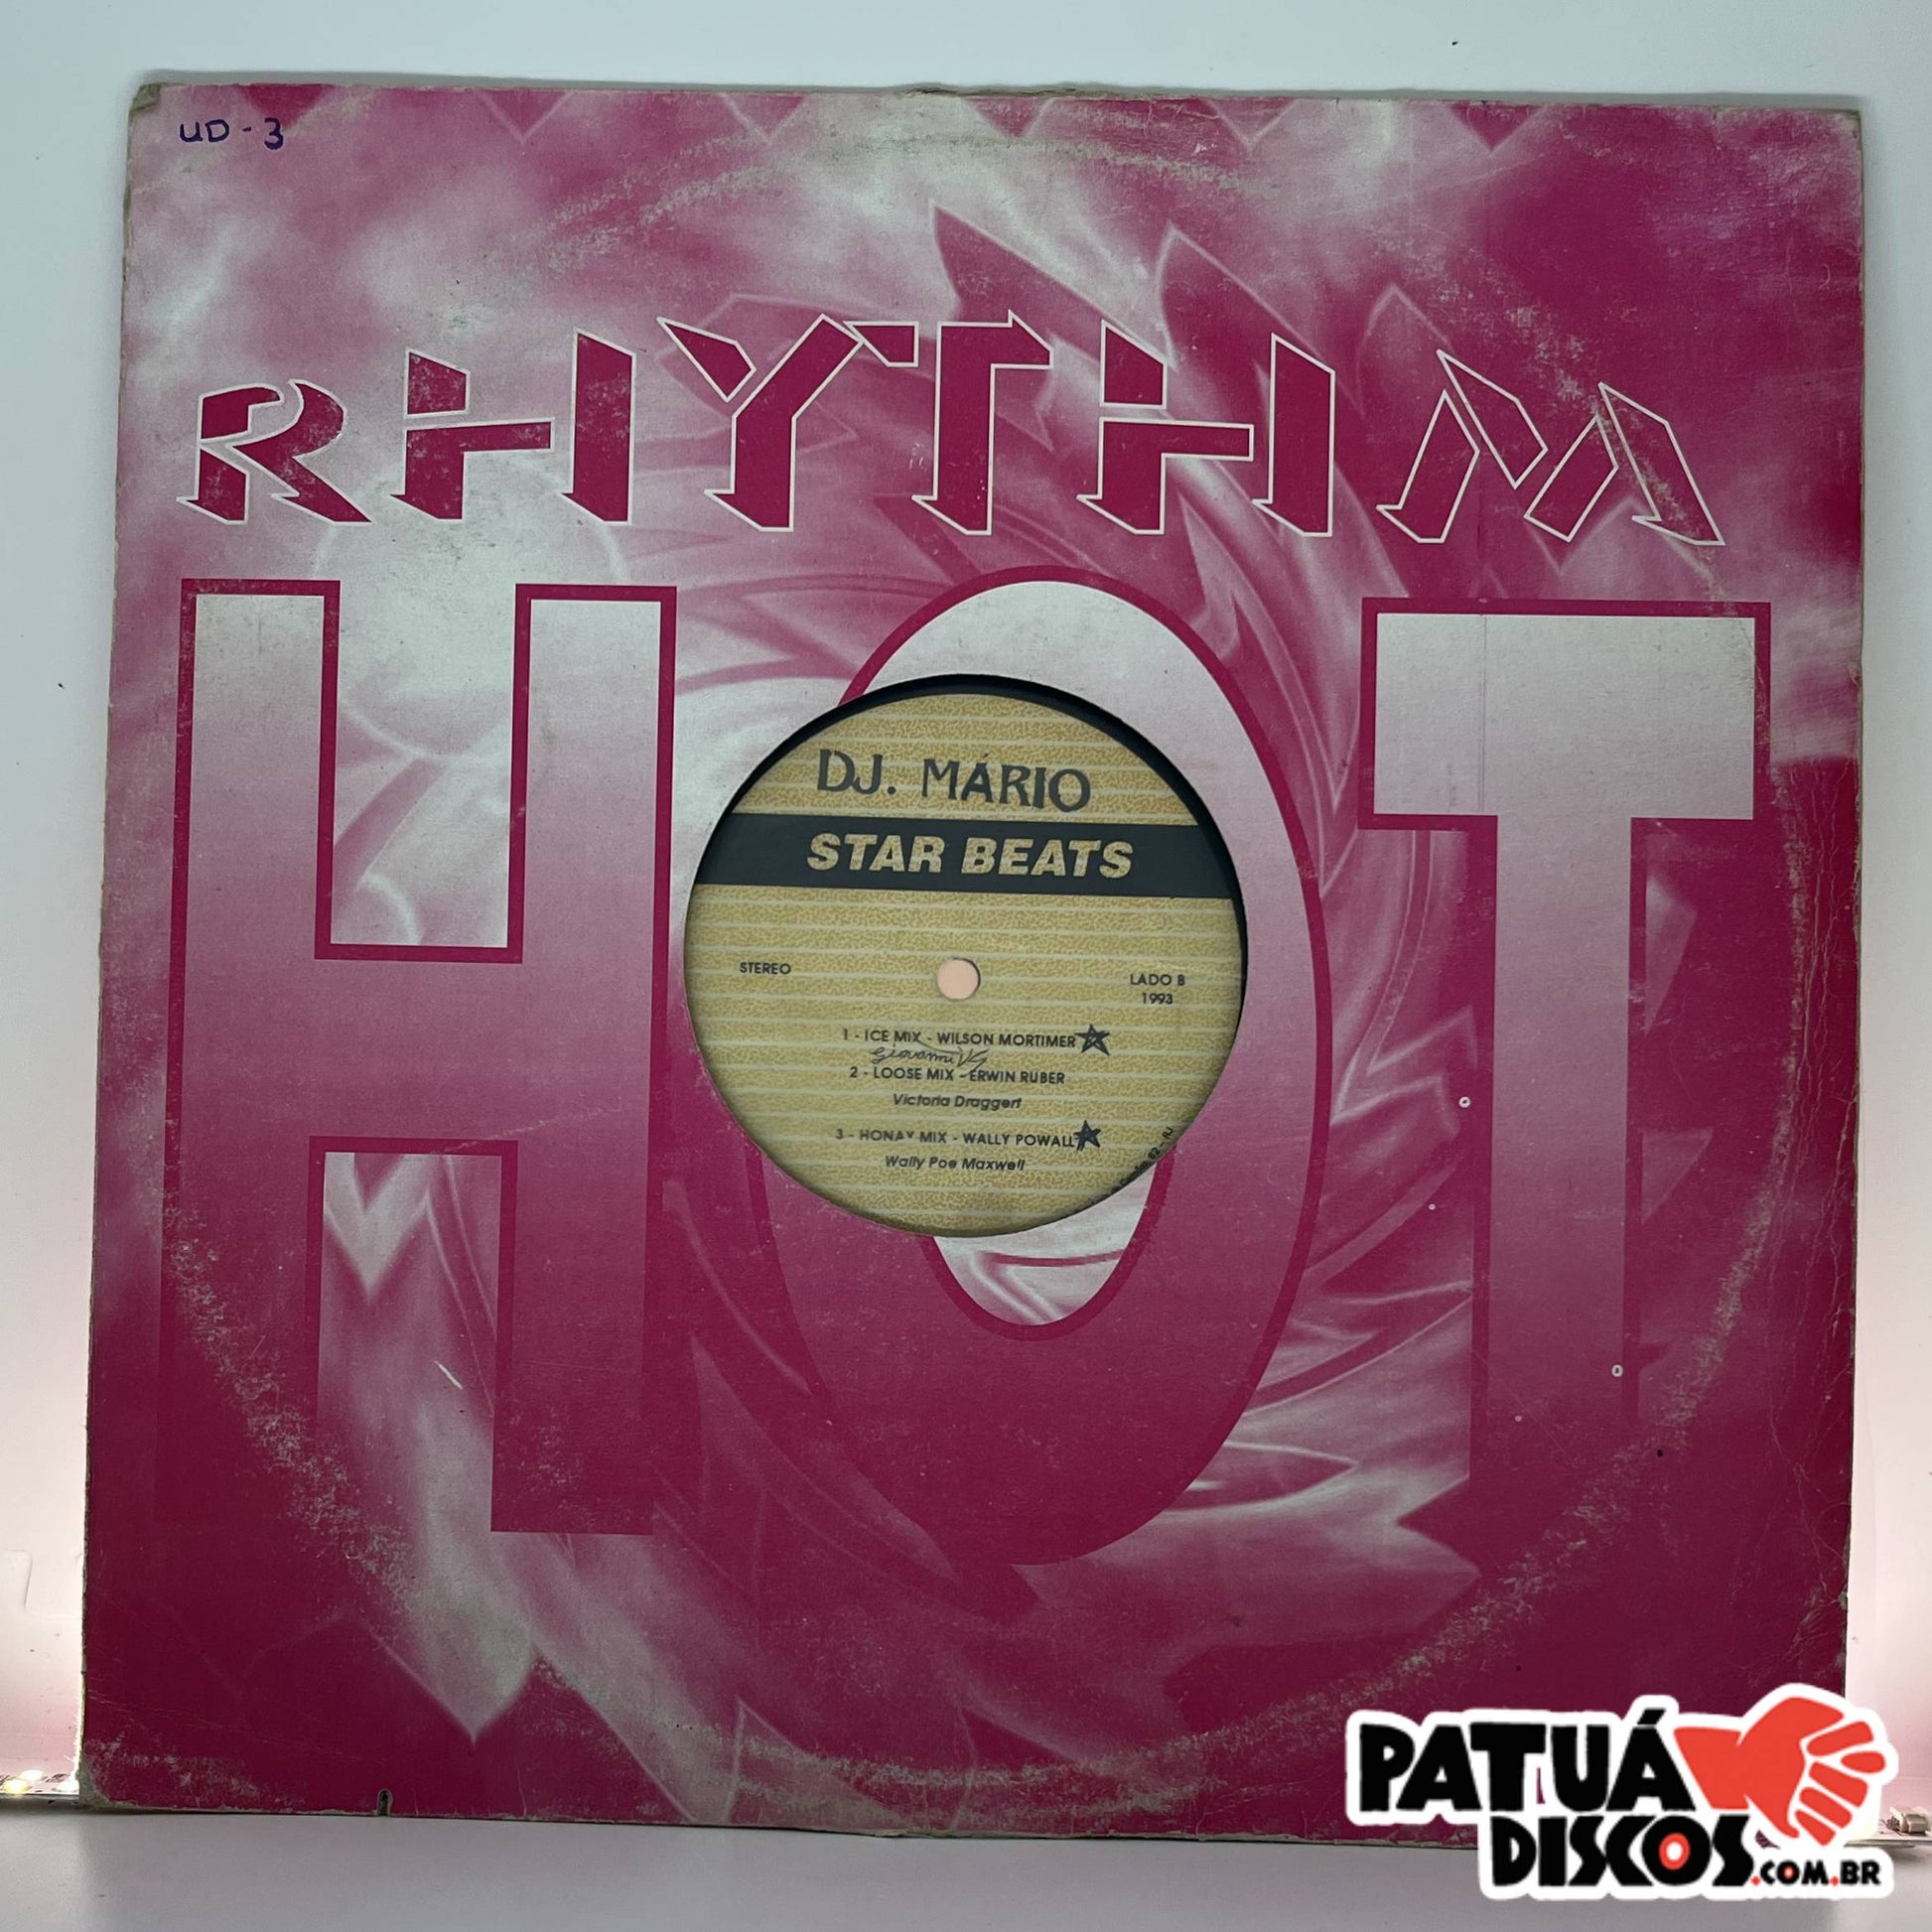 UD - 3
RHYTHM
HOT
DJ. MÁRIO
STAR BEATS
STEREO
LADO B
1993
1 - ICE MIX - WILSON MORTIMER
Giovanni
2 - LOOSE MIX - ERWIN RUBER
Victoria Draggert
3 - HONAY MIX - WALLY POWALL
Wally Poe Maxwell
PATUÁ
DISCOS.COM.BR